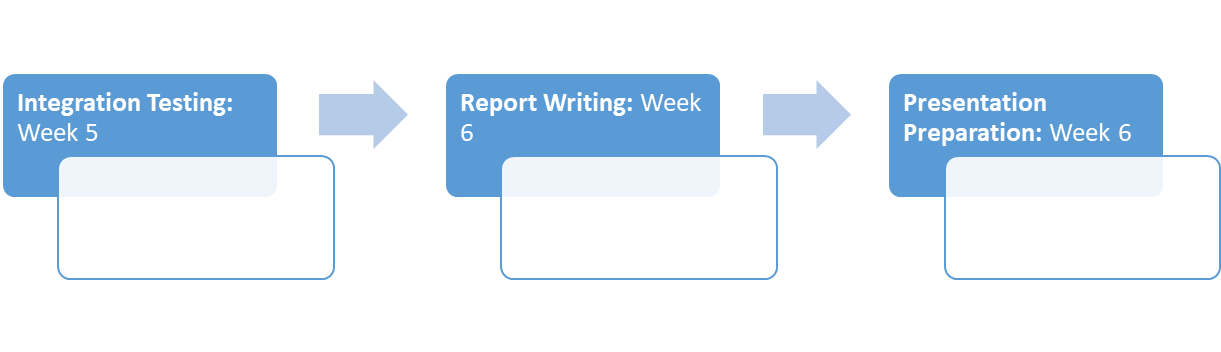 Integration Testing:
Week 5
Report Writing: Week
6
Presentation
Preparation: Week 6